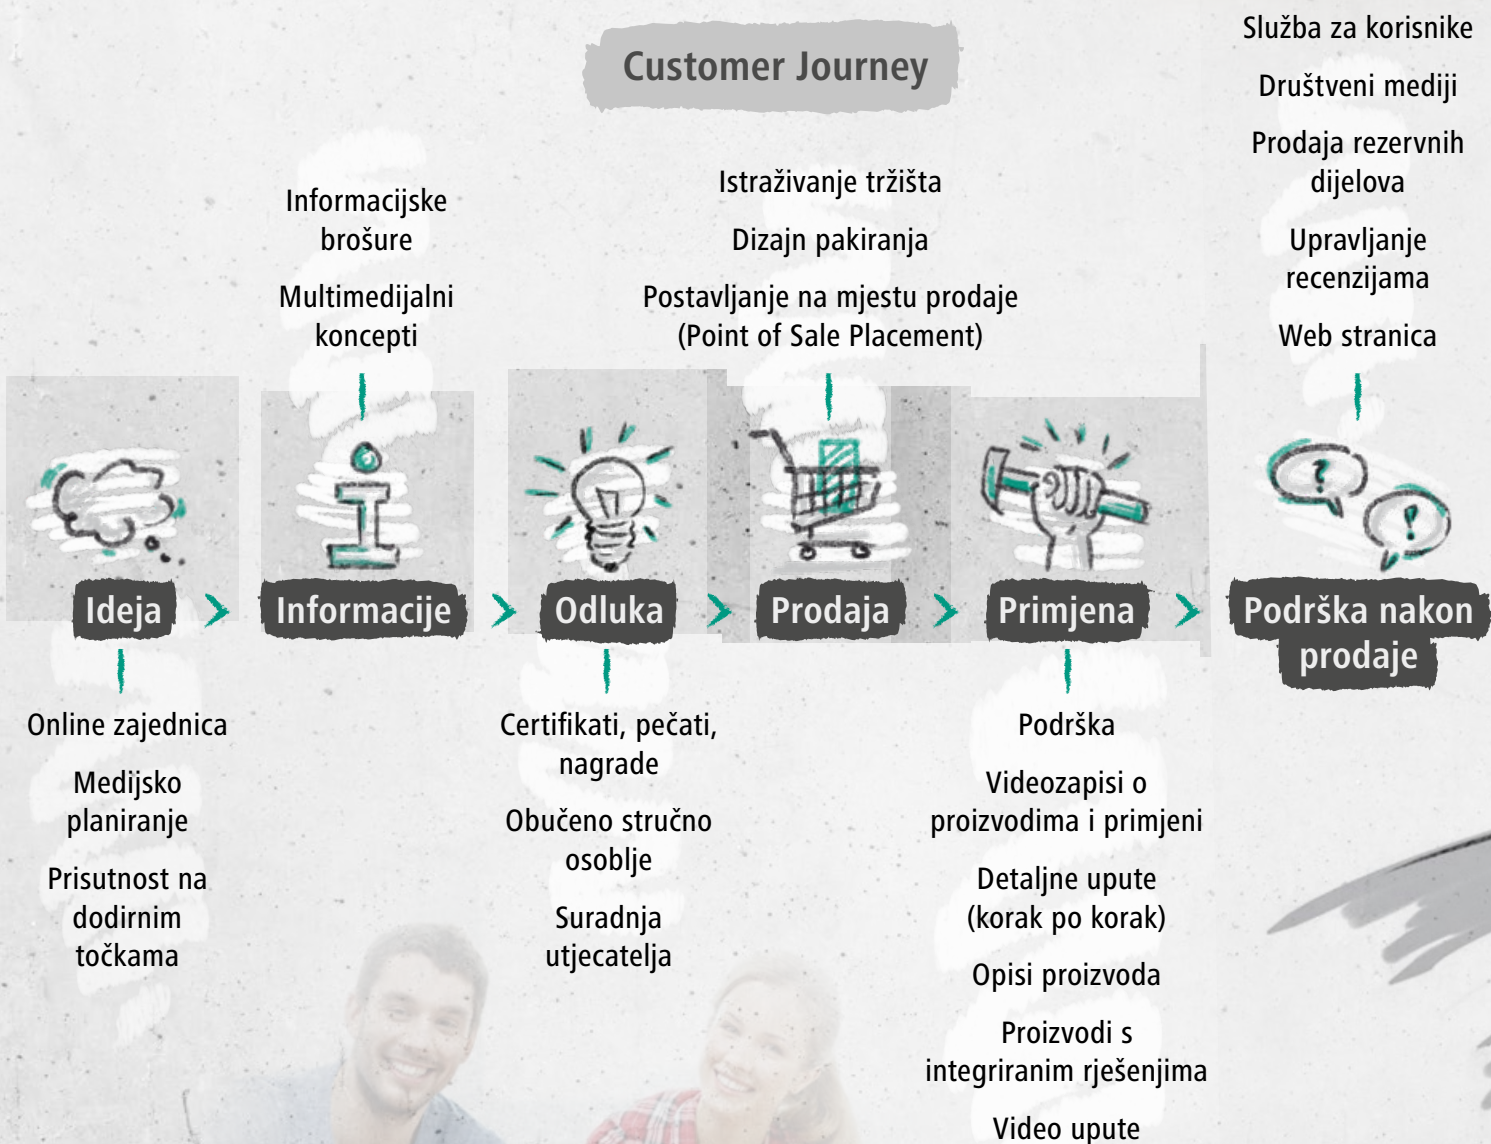 Customer Journey
Informacijske
brošure
Multimedijalni
koncepti
Istraživanje tržišta
Dizajn pakiranja
Postavljanje na mjestu prodaje
(Point of Sale Placement)
Služba za korisnike
Društveni mediji
Prodaja rezervnih
dijelova
Upravljanje
recenzijama
Web stranica
Ideja
Informacije
Odluka
Prodaja
Primjena
Podrška nakon
prodaje
Online zajednica
Medijsko
planiranje
Prisutnost na
dodirnim
točkama
Certifikati, pečati,
nagrade
Obučeno stručno
osoblje
Suradnja
utjecatelja
Podrška
Videozapisi o
proizvodima i primjeni
Detaljne upute
(korak po korak)
Opisi proizvoda
Proizvodi s
integriranim rješenjima
Video upute